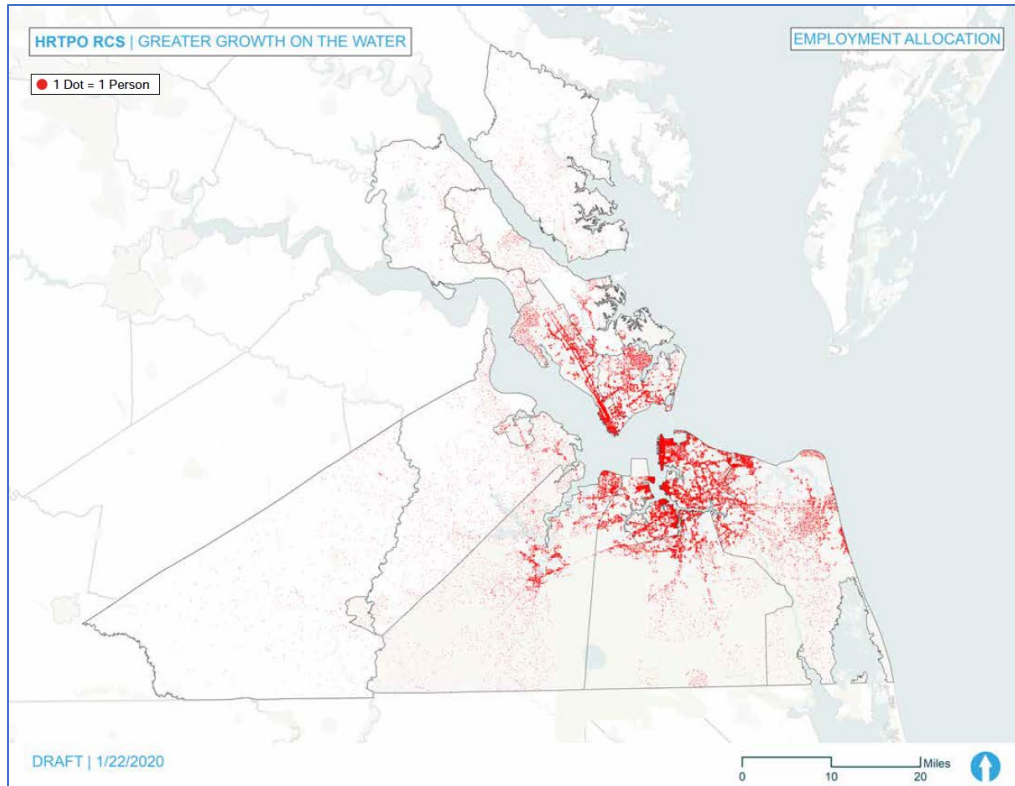 HRTPO RCS | GREATER GROWTH ON THE WATER
EMPLOYMENT ALLOCATION
1 Dot = 1 Person
DRAFT | 1/22/2020
Miles
0 10 20